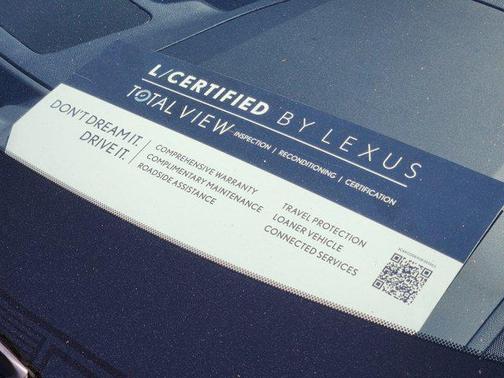 L/CERTIFIED BY LEXUS
TOTAL VIEW INSPECTION | RECONDITIONING | CERTIFICATION
DON'T DREAM IT.
DRIVE IT.
COMPREHENSIVE WARRANTY
COMPLIMENTARY MAINTENANCE
ROADSIDE ASSISTANCE
TRAVEL PROTECTION
LOANER VEHICLE
CONNECTED SERVICES